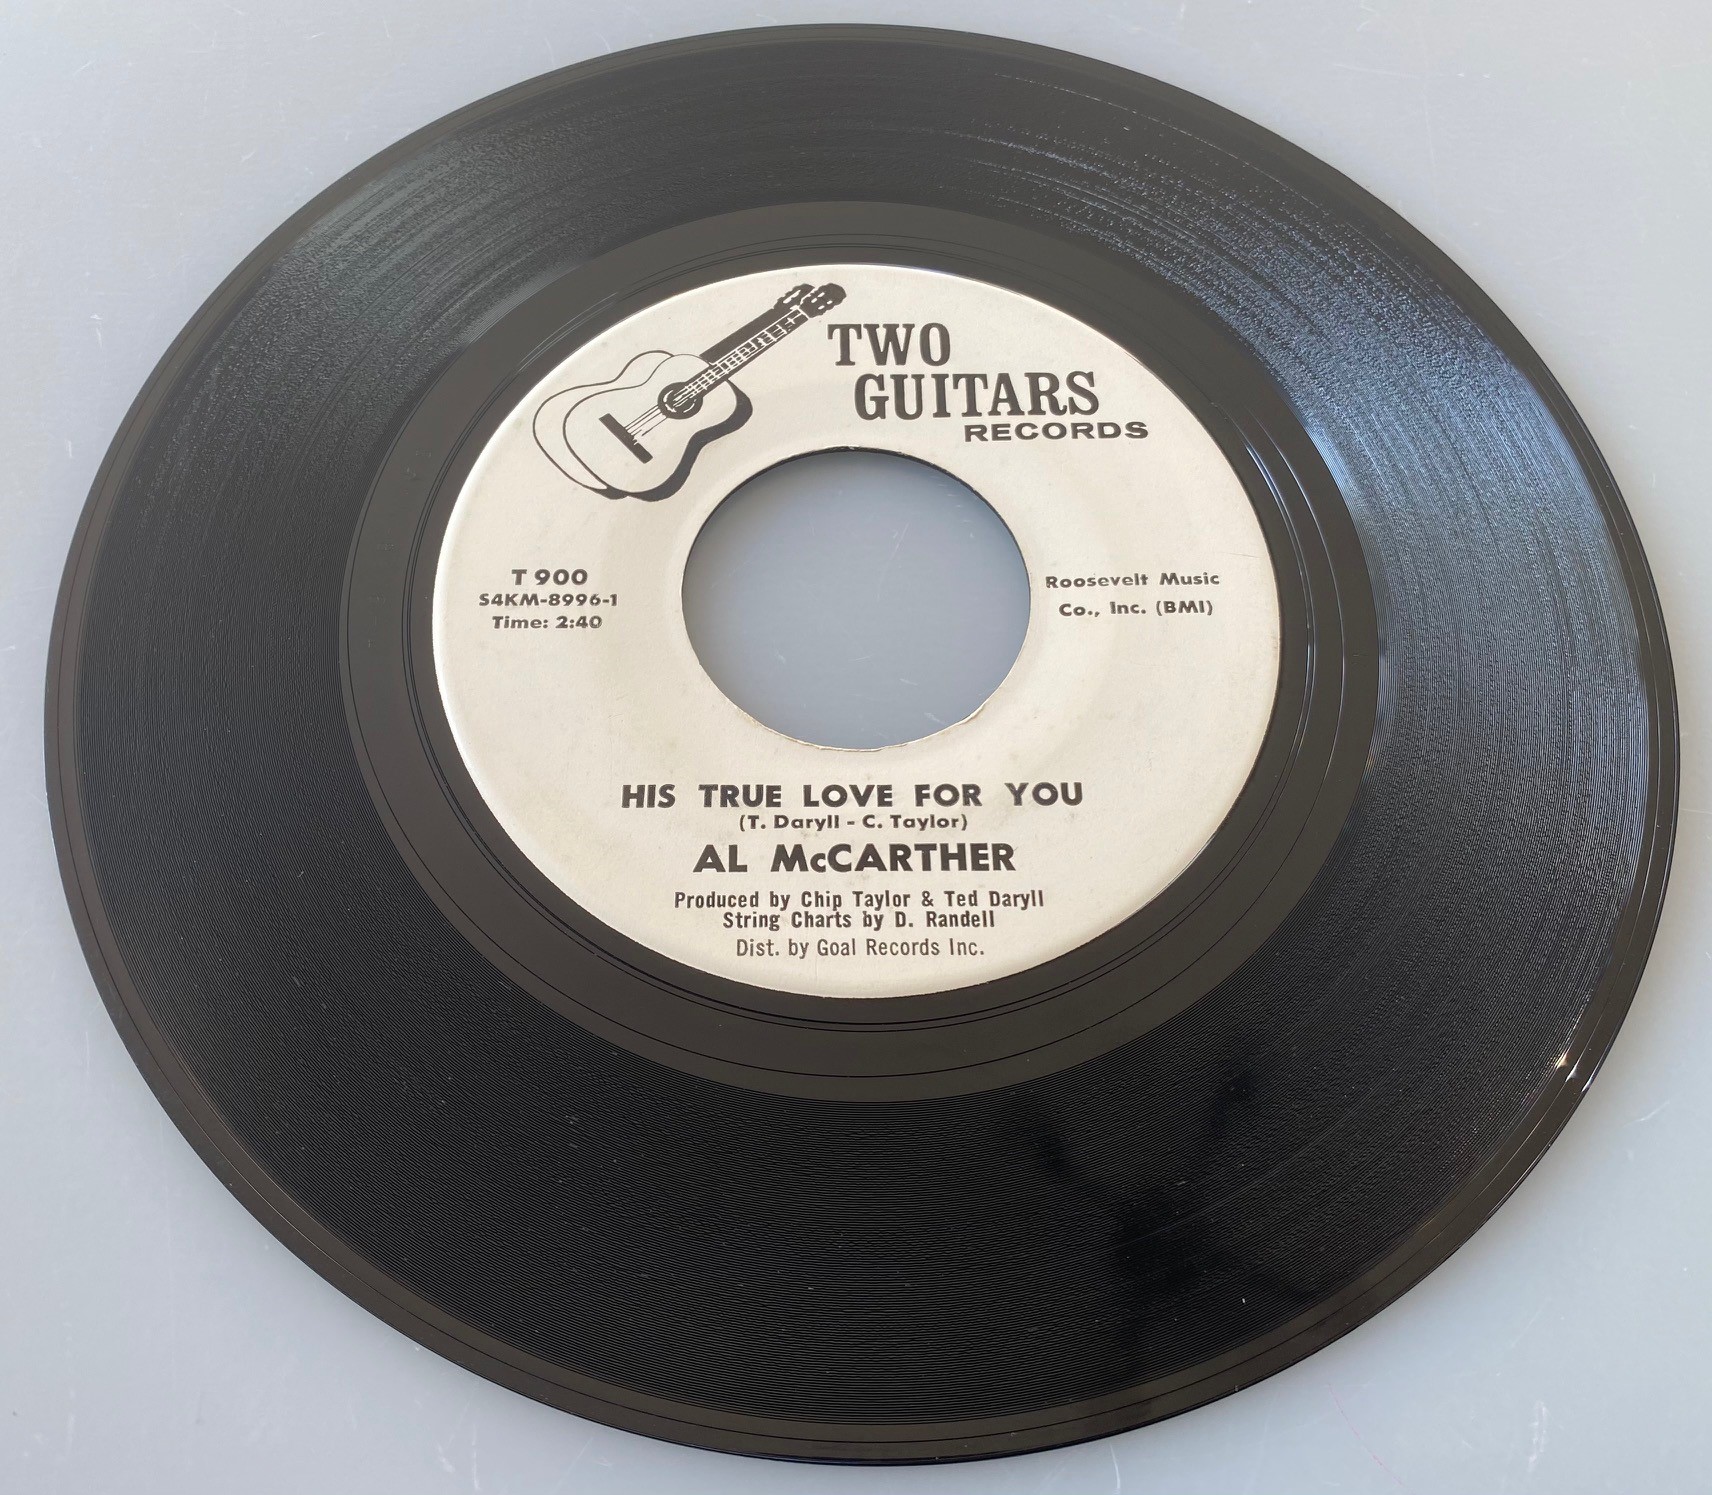 TWO
GUITARS
RECORDS
T 900
S4KM-8996-1
Time: 2:40
Roosevelt Music
Co., Inc. (BMI)
HIS TRUE LOVE FOR YOU
(T. Daryll - C. Taylor)
AL McCARTHER
Produced by Chip Taylor & Ted Daryll
String Charts by D. Randell
Dist. by Goal Records Inc.